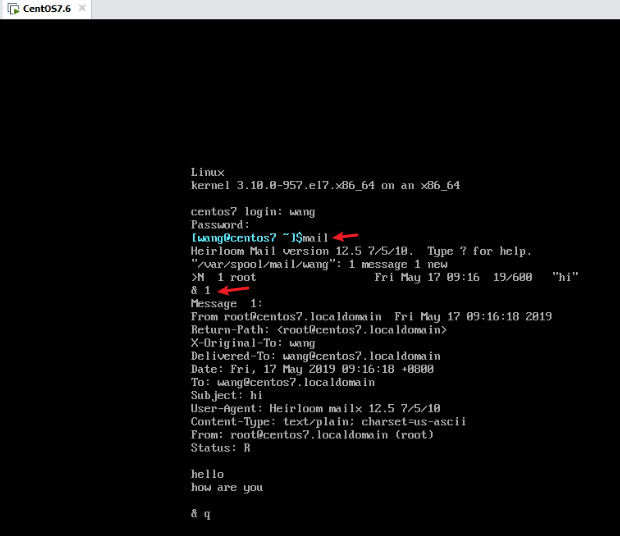 CentOS7.6
Linux
kernel 3.10.0-957.el7.x86_64 on an x86_64
centos7 login: wang
Password:
[wang@centos7 ~]$mail
Heirloom Mail version 12.5 7/5/10.  Type ? for help.
"/var/spool/mail/wang": 1 message 1 new
>N  1 root                  Fri May 17 09:16  19/600   "hi"
& 1
Message  1:
From root@centos7.localdomain  Fri May 17 09:16:18 2019
Return-Path: <root@centos7.localdomain>
X-Original-To: wang
Delivered-To: wang@centos7.localdomain
Date: Fri, 17 May 2019 09:16:18 +0800
To: wang@centos7.localdomain
Subject: hi
User-Agent: Heirloom mailx 12.5 7/5/10
Content-Type: text/plain; charset=us-ascii
From: root@centos7.localdomain (root)
Status: R
hello
how are you
& q